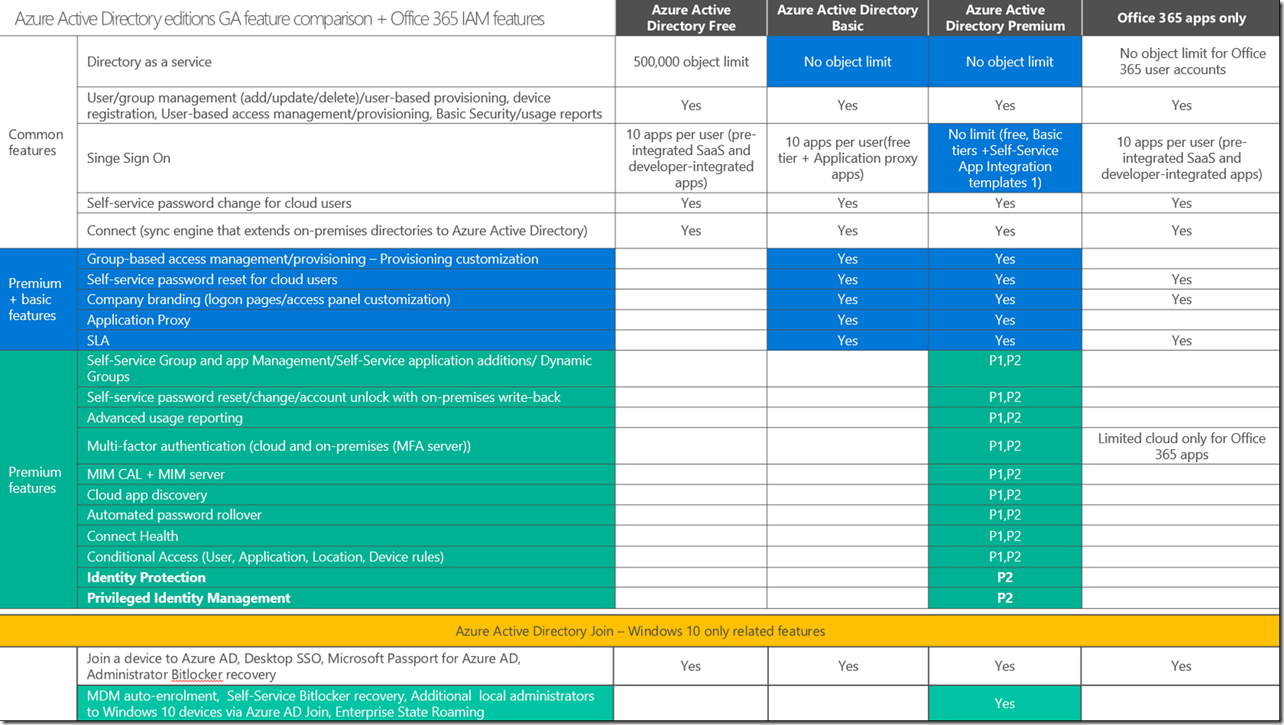 Azure Active Directory editions GA feature comparison + Office 365 IAM features
Azure Active
Directory Free
Azure Active Directory
Basic
Azure Active
Directory Premium
Office 365 apps only
Common
features
Directory as a service
500,000 object limit
No object limit
No object limit
No object limit for Office
365 user accounts
User/group management (add/update/delete)/user-based provisioning, device
registration, User-based access management/provisioning, Basic Security/usage reports
Yes
Yes
Yes
Yes
Singe Sign On
10 apps per user (pre-
integrated SaaS and
developer-integrated
apps)
10 apps per user(free
tier + Application proxy
apps)
No limit (free, Basic
tiers +Self-Service
App Integration
templates 1)
10 apps per user (pre-
integrated SaaS and
developer-integrated apps)
Self-service password change for cloud users
Yes
Yes
Yes
Yes
Connect (sync engine that extends on-premises directories to Azure Active Directory)
Yes
Yes
Yes
Yes
Premium
+ basic
features
Group-based access management/provisioning – Provisioning customization
Yes
Yes
Self-service password reset for cloud users
Yes
Yes
Yes
Company branding (logon pages/access panel customization)
Yes
Yes
Yes
Application Proxy
Yes
Yes
SLA
Yes
Yes
Yes
Premium
features
Self-Service Group and app Management/Self-Service application additions/ Dynamic
Groups
P1,P2
Self-service password reset/change/account unlock with on-premises write-back
P1,P2
Advanced usage reporting
P1,P2
Multi-factor authentication (cloud and on-premises (MFA server))
P1,P2
Limited cloud only for Office
365 apps
MIM CAL + MIM server
P1,P2
Cloud app discovery
P1,P2
Automated password rollover
P1,P2
Connect Health
P1,P2
Conditional Access (User, Application, Location, Device rules)
P1,P2
Identity Protection
P2
Privileged Identity Management
P2
Azure Active Directory Join – Windows 10 only related features
Join a device to Azure AD, Desktop SSO, Microsoft Passport for Azure AD,
Administrator Bitlocker recovery
Yes
Yes
Yes
Yes
MDM auto-enrolment, Self-Service Bitlocker recovery, Additional local administrators
to Windows 10 devices via Azure AD Join, Enterprise State Roaming
Yes